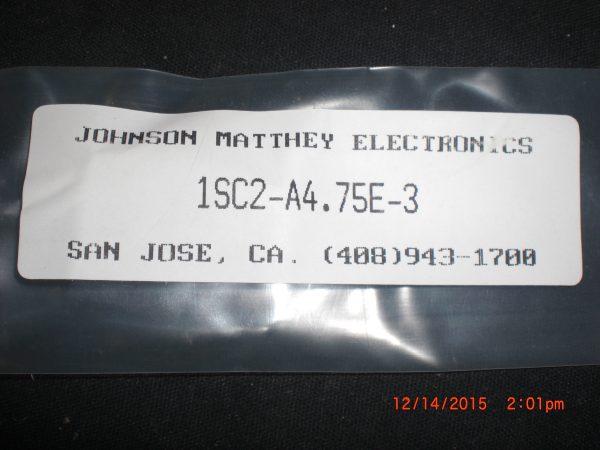 JOHNSON MATTHEY ELECTRONICS
1SC2-A4.75E-3
SAN JOSE, CA. (408)943-1700
12/14/2015 2:01pm